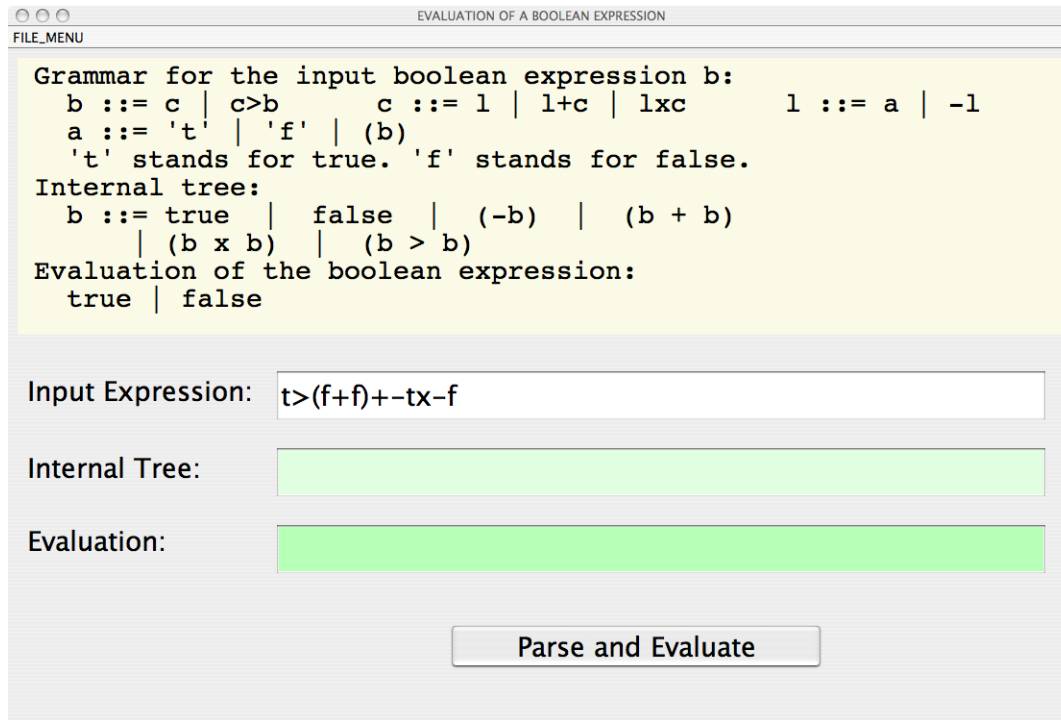 EVALUATION OF A BOOLEAN EXPRESSION
FILE_MENU
Grammar for the input boolean expression b:
b ::= c | c>b c ::= l | l+c | lxc l ::= a | -l
a ::= 't' | 'f' | (b)
't' stands for true. 'f' stands for false.
Internal tree:
b ::= true | false | (-b) | (b + b)
| (b x b) | (b > b)
Evaluation of the boolean expression:
true | false
Input Expression: t>(f+f)+-tx-f
Internal Tree:
Evaluation:
Parse and Evaluate